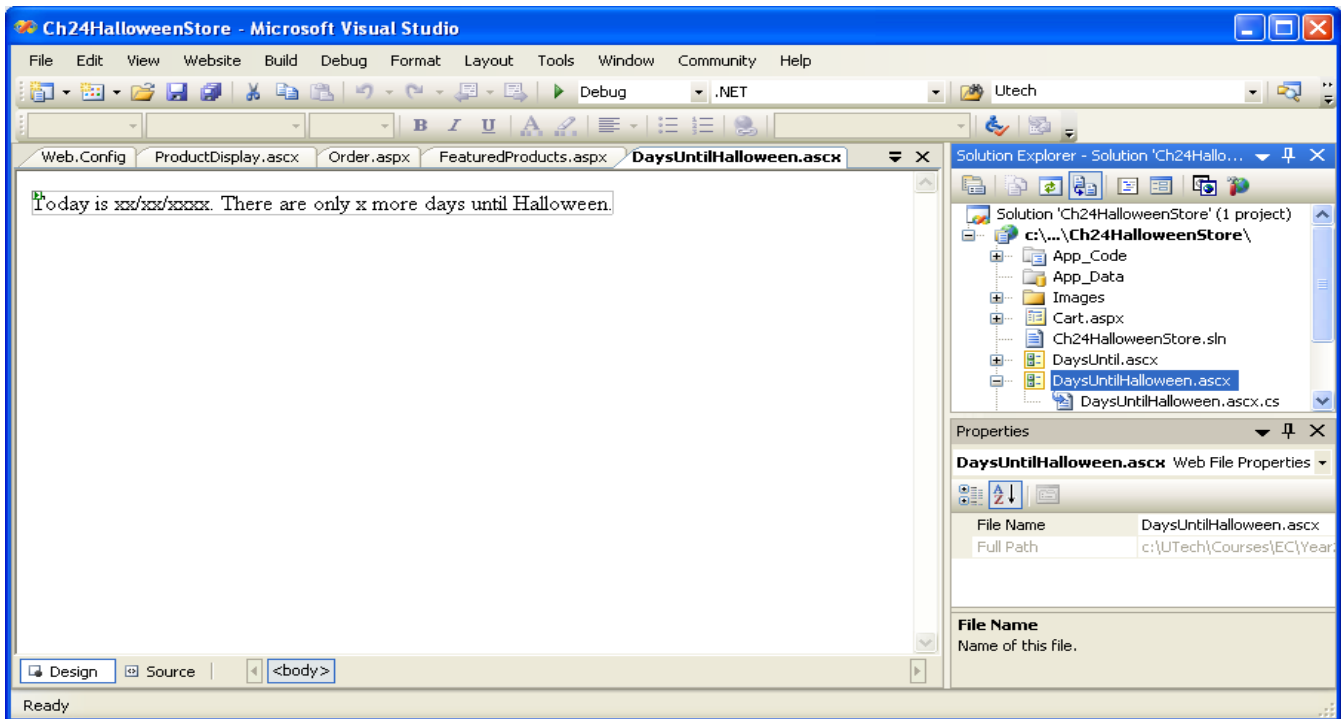 Ch24HalloweenStore - Microsoft Visual Studio
File Edit View Website Build Debug Format Layout Tools Window Community Help
Debug .NET Utech
B I U A
Web.Config ProductDisplay.ascx Order.aspx FeaturedProducts.aspx DaysUntilHalloween.ascx
Today is xx/xx/xxxx. There are only x more days until Halloween.
Design Source <body>
Ready
Solution Explorer - Solution 'Ch24Hallo...
Solution 'Ch24HalloweenStore' (1 project)
c:\...\Ch24HalloweenStore\
App_Code
App_Data
Images
Cart.aspx
Ch24HalloweenStore.sln
DaysUntil.ascx
DaysUntilHalloween.ascx
DaysUntilHalloween.ascx.cs
Properties
DaysUntilHalloween.ascx Web File Properties
File Name DaysUntilHalloween.ascx
Full Path c:\UTech\Courses\EC\Year
File Name
Name of this file.